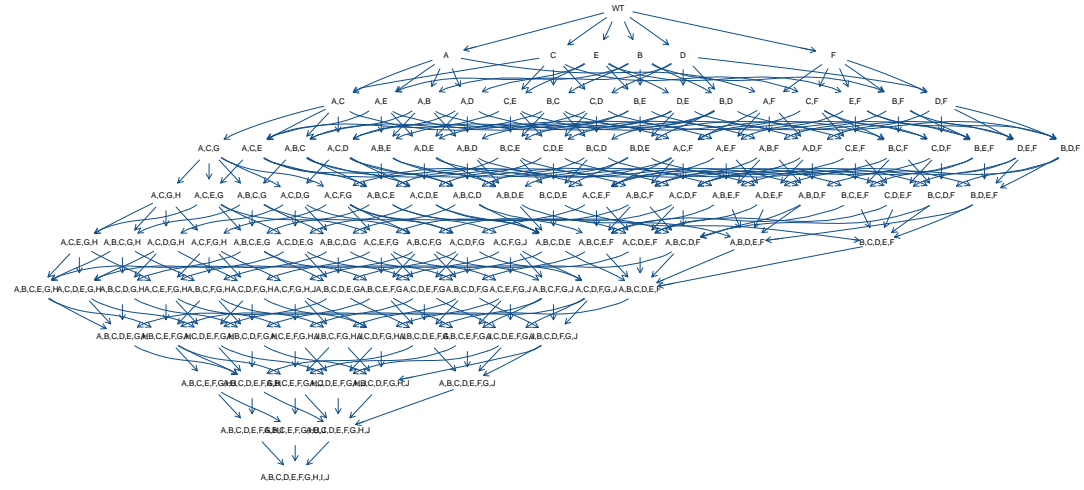 WT
A C E B D F
A,C A,E A,B A,D C,E B,C C,D B,E D,E B,D A,F C,F E,F B,F D,F
A,C,G A,C,E A,B,C A,C,D A,B,E A,D,E A,B,D B,C,E C,D,E B,C,D B,D,E A,C,F A,E,F A,B,F A,D,F C,E,F B,C,F C,D,F B,E,F D,E,F B,D,F
A,C,G,H A,C,E,G A,B,C,G A,C,D,G A,C,F,G A,B,C,E A,C,D,E A,B,C,D A,B,D,E B,C,D,E A,C,E,F A,B,C,F A,C,D,F A,B,E,F A,D,E,F A,B,D,F B,C,E,F C,D,E,F B,C,D,F B,D,E,F
A,C,E,G,H A,B,C,G,H A,C,D,G,H A,C,F,G,H A,B,C,E,G A,C,D,E,G A,B,C,D,G A,C,E,F,G A,B,C,F,G A,C,D,F,G A,C,F,G,J A,B,C,D,E A,B,C,E,F A,C,D,E,F A,B,C,D,F A,B,D,E,F B,C,D,E,F
A,B,C,E,G,H A,C,D,E,G,H A,B,C,D,G,H A,C,E,F,G,H A,B,C,F,G,H A,C,D,F,G,H A,C,F,G,H,J A,B,C,D,E,G A,B,C,E,F,G A,C,D,E,F,G A,B,C,D,F,G A,C,E,F,G,J A,B,C,F,G,J A,C,D,F,G,J A,B,C,D,E,F
A,B,C,D,E,G,H A,B,C,E,F,G,H A,C,D,E,F,G,H A,B,C,D,F,G,H A,C,E,F,G,H,J A,B,C,F,G,H,J A,C,D,F,G,H,J A,B,C,D,E,F,G A,B,C,E,F,G,J A,C,D,E,F,G,J A,B,C,D,F,G,J
A,B,C,D,E,F,G,H A,B,C,E,F,G,H,J A,C,D,E,F,G,H,J A,B,C,D,F,G,H,J A,B,C,D,E,F,G,J
A,B,C,D,E,F,G,H,J
A,B,C,D,E,F,G,H,I,J